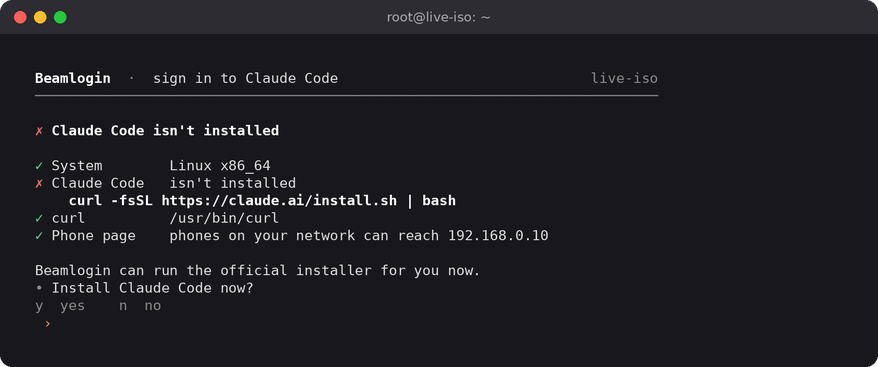 root@live-iso: ~
Beamlogin · sign in to Claude Code live-iso
✗ Claude Code isn't installed
✓ System Linux x86_64
✗ Claude Code isn't installed
curl -fsSL https://claude.ai/install.sh | bash
✓ curl /usr/bin/curl
✓ Phone page phones on your network can reach 192.168.0.10
Beamlogin can run the official installer for you now.
• Install Claude Code now?
y yes n no
›